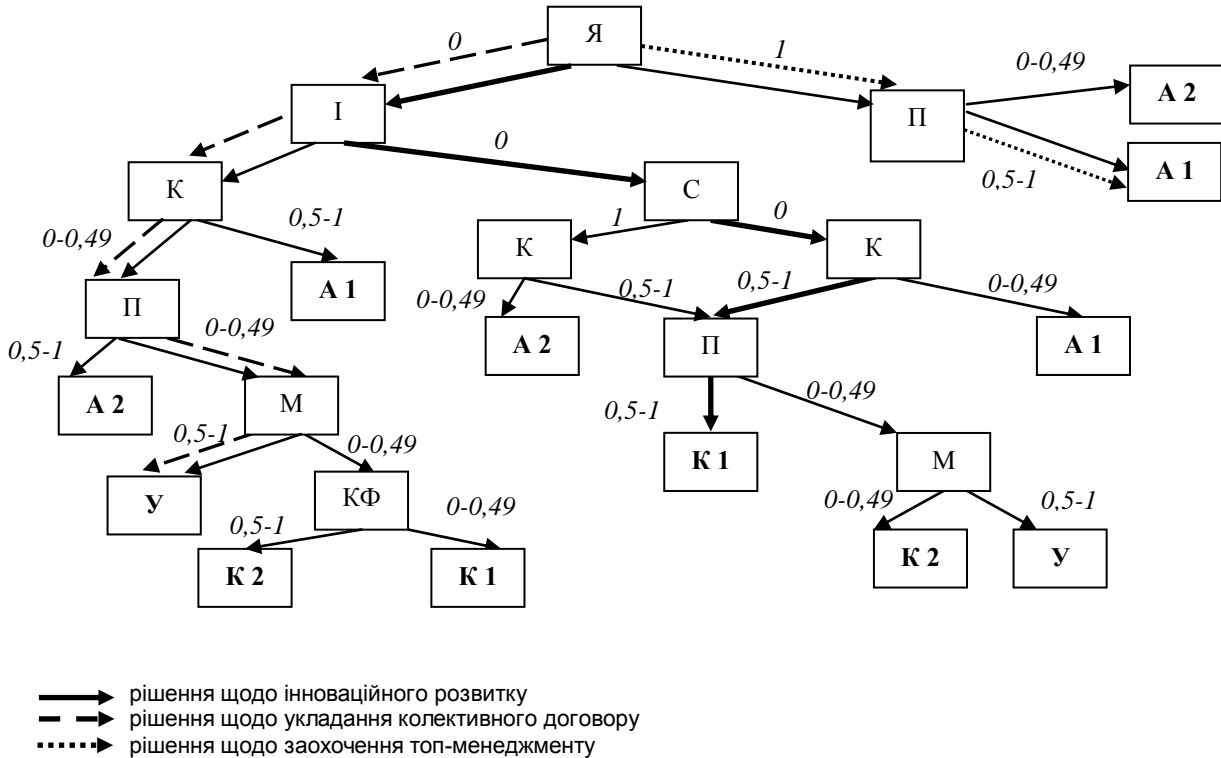 Я
0
1
0-0,49
А 2
І
П
0
0,5-1
А 1
К
С
0-0,49
0,5-1
1
0
К
К
П
А 1
0-0,49
0,5-1
0,5-1
0-0,49
0-0,49
0,5-1
А 2
П
А 1
А 2
М
0,5-1
0-0,49
0,5-1
0-0,49
К 1
М
У
КФ
0-0,49
0,5-1
0,5-1
0-0,49
К 2
К 1
К 2
У
рішення щодо інноваційного розвитку
рішення щодо укладання колективного договору
рішення щодо заохочення топ-менеджменту